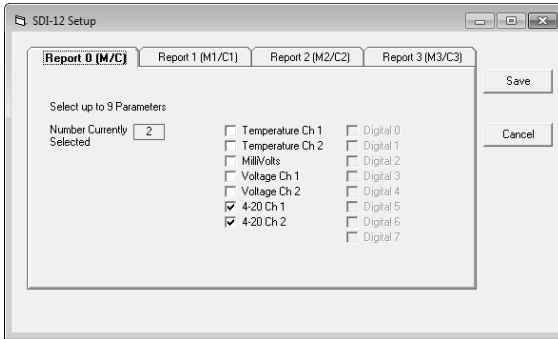 SDI-12 Setup
Report 0 (M/C) Report 1 (M1/C1) Report 2 (M2/C2) Report 3 (M3/C3)
Save
Select up to 9 Parameters
Number Currently Selected 2
Cancel
Temperature Ch 1
Temperature Ch 2
MilliVolts
Voltage Ch 1
Voltage Ch 2
4-20 Ch 1
4-20 Ch 2
Digital 0
Digital 1
Digital 2
Digital 3
Digital 4
Digital 5
Digital 6
Digital 7